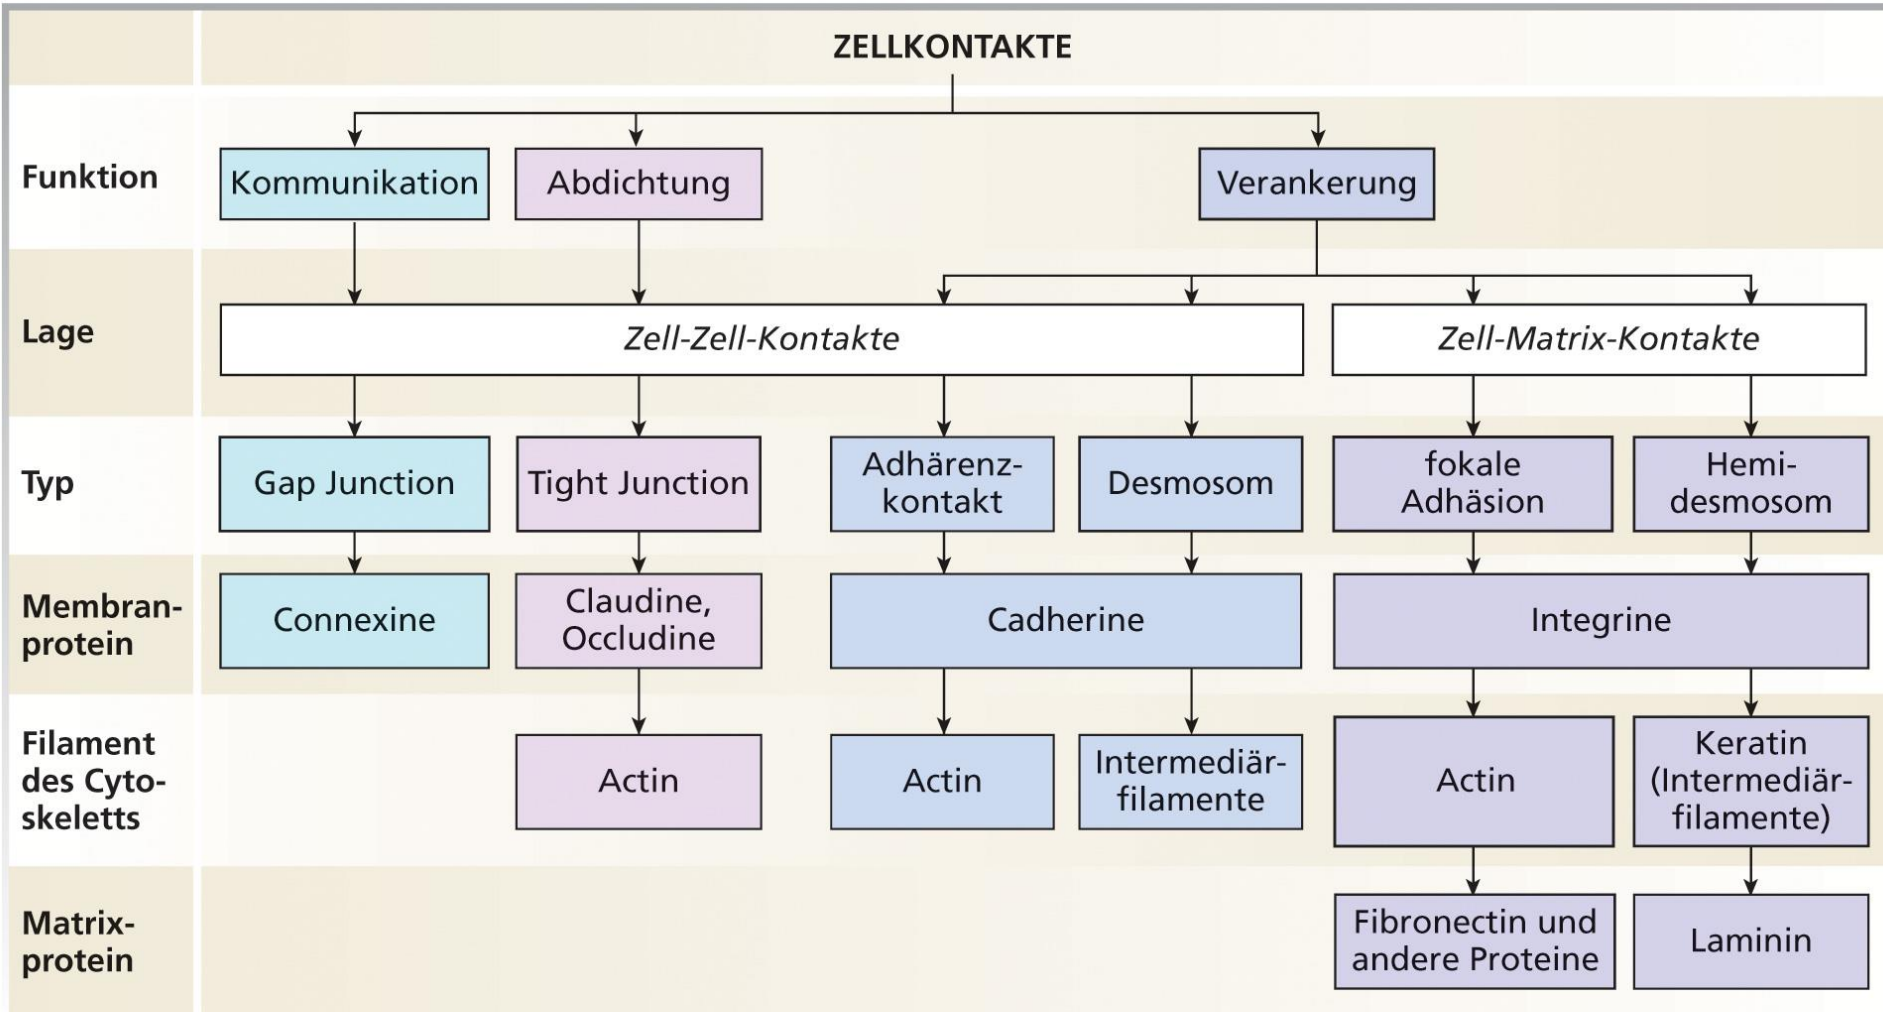 ZELLKONTAKTE
Funktion
Kommunikation
Abdichtung
Verankerung
Lage
Zell-Zell-Kontakte
Zell-Matrix-Kontakte
Typ
Gap Junction
Tight Junction
Adhärenz-
kontakt
Desmosom
fokale
Adhäsion
Hemi-
desmosom
Membran-
protein
Connexine
Claudine,
Occludine
Cadherine
Integrine
Filament
des Cyto-
skeletts
Actin
Actin
Intermediär-
filamente
Actin
Keratin
(Intermediär-
filamente)
Matrix-
protein
Fibronectin und
andere Proteine
Laminin